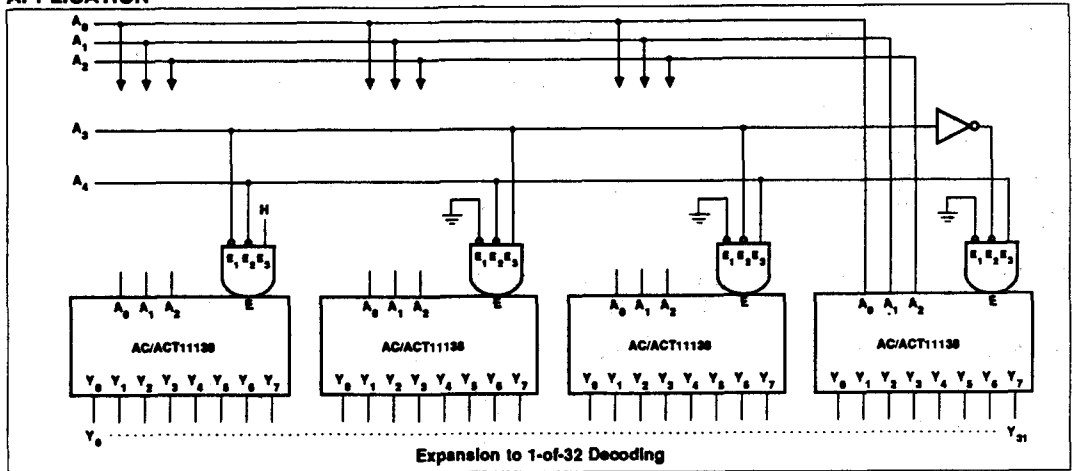 APPLICATION
A₀
A₁
A₂
A₃
A₄
H
E₁ E₂ E₃
E₁ E₂ E₃
E₁ E₂ E₃
E₁ E₂ E₃
A₀ A₁ A₂ E
A₀ A₁ A₂ E
A₀ A₁ A₂ E
A₀ A₁ A₂ E
AC/ACT11138
AC/ACT11138
AC/ACT11138
AC/ACT11138
Y₀ Y₁ Y₂ Y₃ Y₄ Y₅ Y₆ Y₇
Y₀ Y₁ Y₂ Y₃ Y₄ Y₅ Y₆ Y₇
Y₀ Y₁ Y₂ Y₃ Y₄ Y₅ Y₆ Y₇
Y₀ Y₁ Y₂ Y₃ Y₄ Y₅ Y₆ Y₇
Y₀ Y₃₁
Expansion to 1-of-32 Decoding